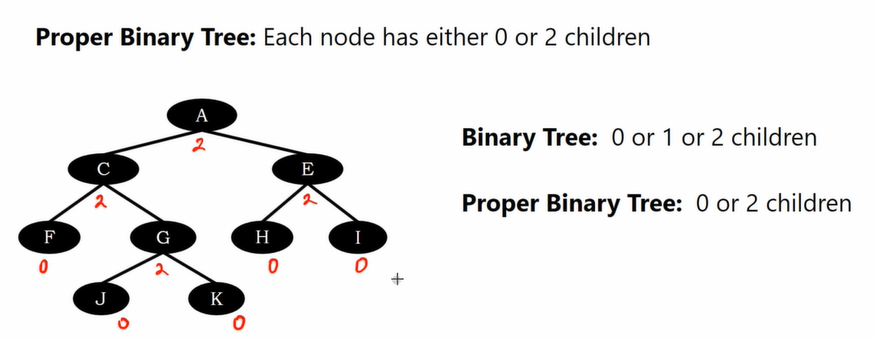 Proper Binary Tree: Each node has either 0 or 2 children
A
2
Binary Tree: 0 or 1 or 2 children
C E
2 2
Proper Binary Tree: 0 or 2 children
F G H I
0 2 0 0
J K
0 0